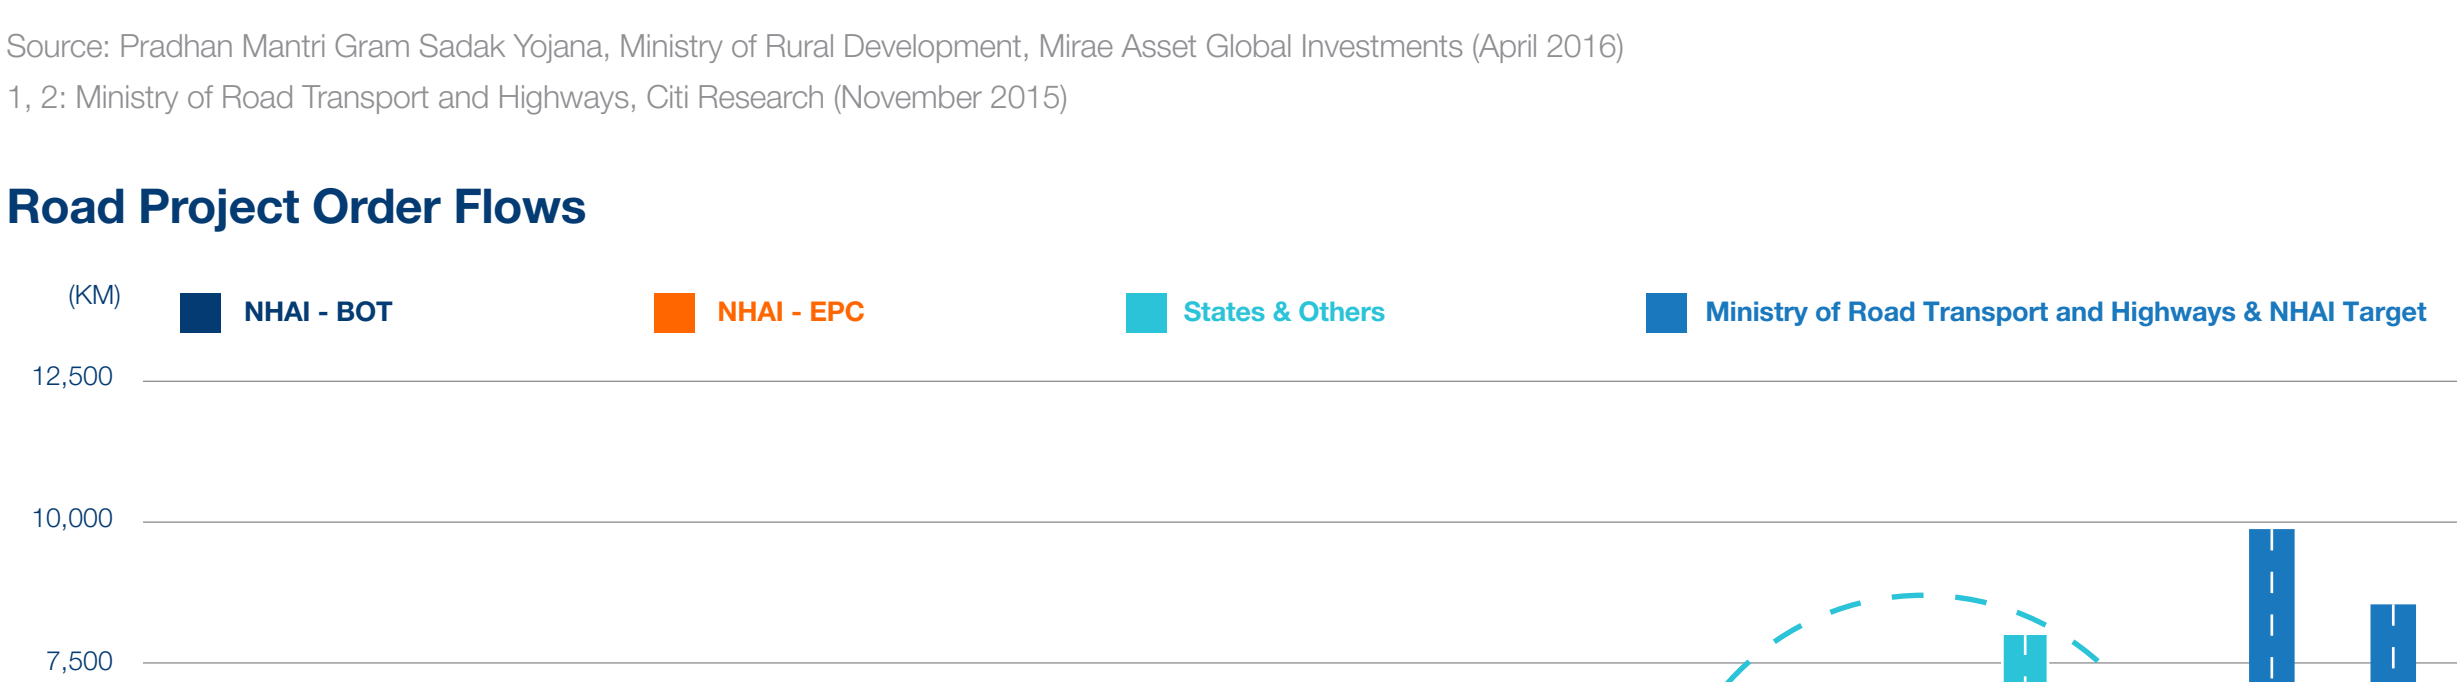 Source: Pradhan Mantri Gram Sadak Yojana, Ministry of Rural Development, Mirae Asset Global Investments (April 2016)
1, 2: Ministry of Road Transport and Highways, Citi Research (November 2015)
Road Project Order Flows
(KM)
NHAI - BOT
NHAI - EPC
States & Others
Ministry of Road Transport and Highways & NHAI Target
12,500
10,000
7,500